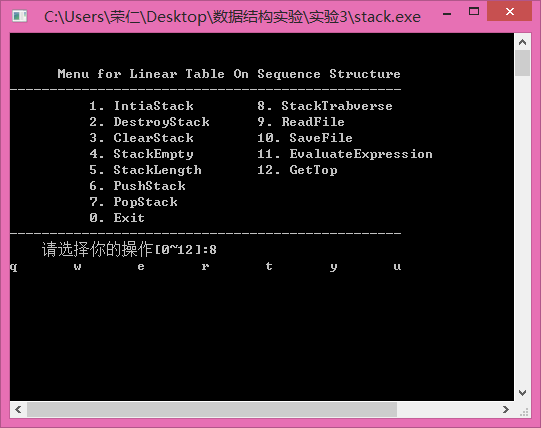 C:\Users\荣仁\Desktop\数据结构实验\实验3\stack.exe
Menu for Linear Table On Sequence Structure
-------------------------------------------------
1. IntiaStack 8. StackTrabverse
2. DestroyStack 9. ReadFile
3. ClearStack 10. SaveFile
4. StackEmpty 11. EvaluateExpression
5. StackLength 12. GetTop
6. PushStack
7. PopStack
0. Exit
-------------------------------------------------
请选择你的操作[0~12]:8
q w e r t y u